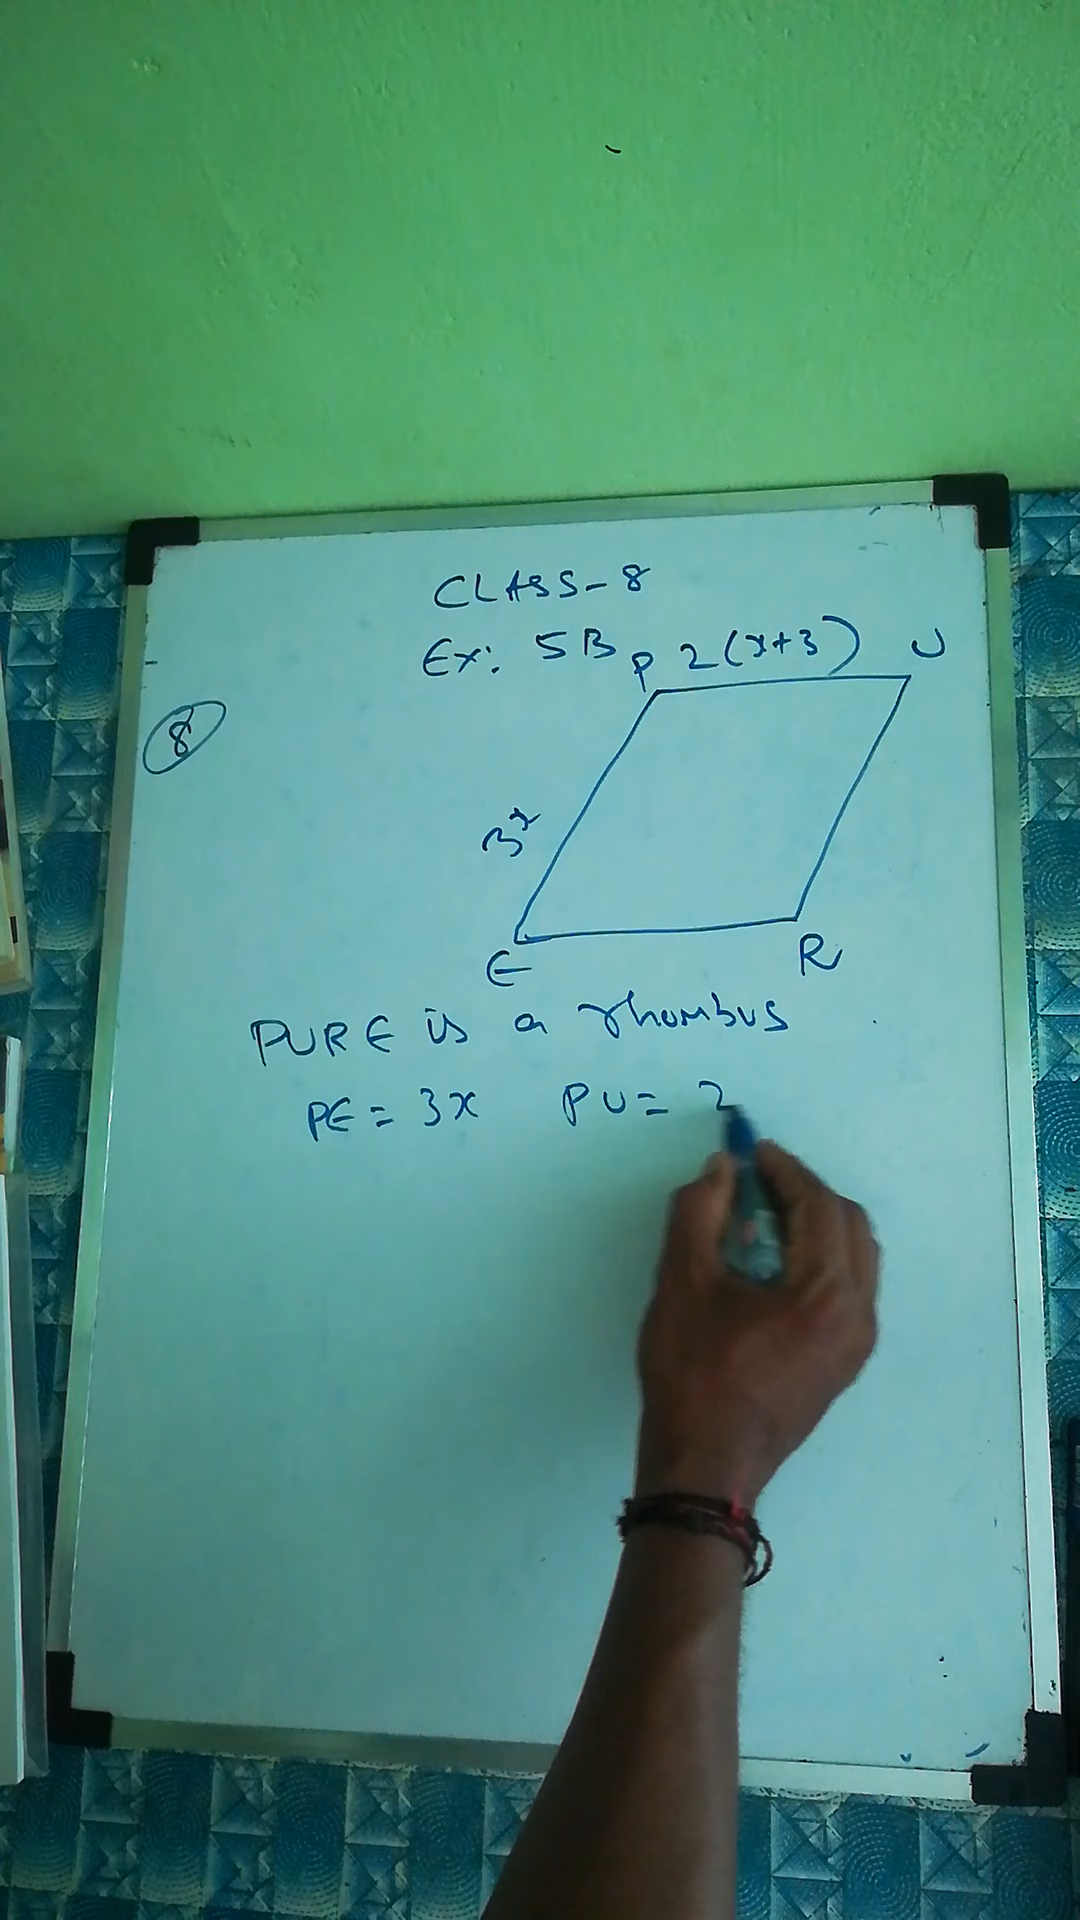 CLASS-8
Ex: 5B
P 2(x+3) U
8
3x
E R
PURE is a rhombus
PE = 3x PU = 2